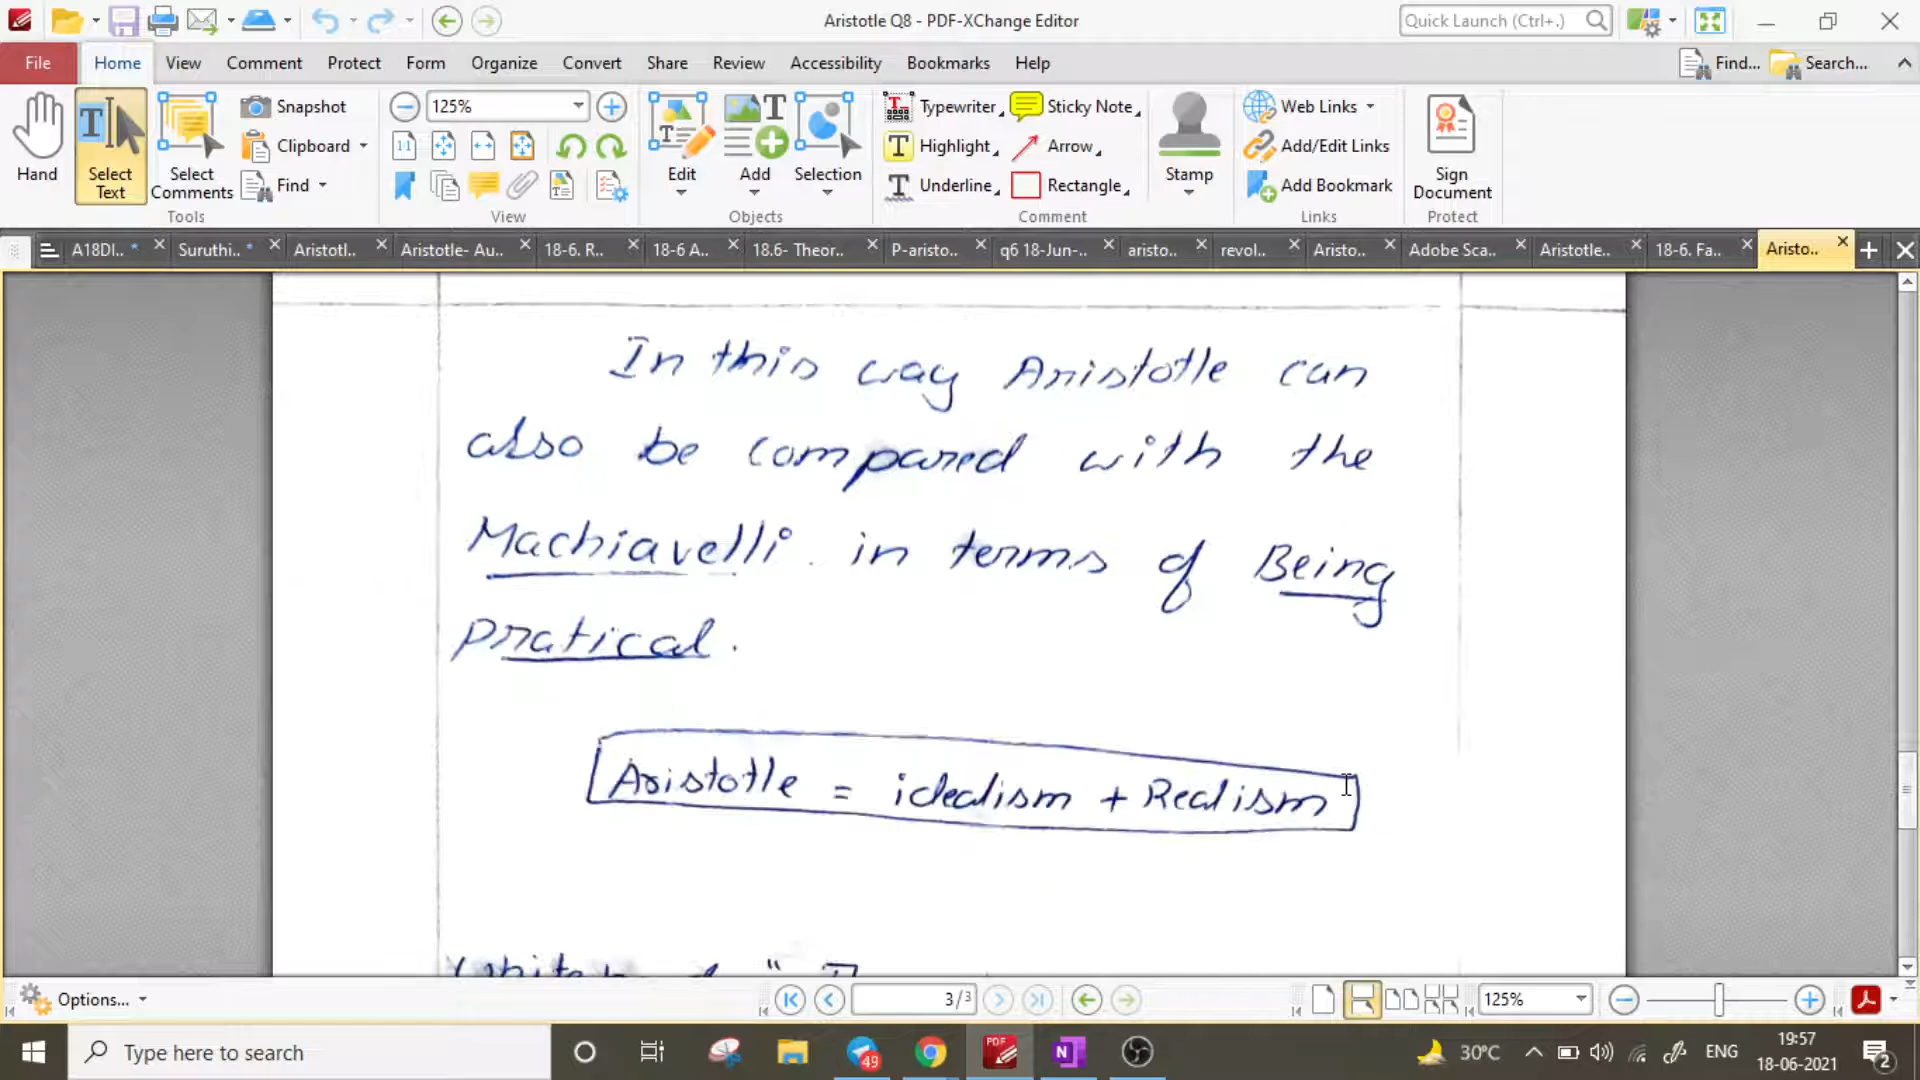 Aristotle Q8 - PDF-XChange Editor
Quick Launch (Ctrl+.)
File Home View Comment Protect Form Organize Convert Share Review Accessibility Bookmarks Help Find... Search...
Hand
Select Text
Select Comments
Snapshot
Clipboard
Find
Tools
125%
View
Edit
Add
Selection
Objects
Typewriter
Highlight
Underline
Sticky Note
Arrow
Rectangle
Comment
Stamp
Web Links
Add/Edit Links
Add Bookmark
Links
Sign Document
Protect
A18DI.. * Suruthi.. * Aristotl.. Aristotle- Au.. 18-6. R.. 18-6 A.. 18.6- Theor.. P-aristo.. q6 18-Jun-.. aristo.. revol.. Aristo.. Adobe Sca.. Aristotle.. 18-6. Fa.. Aristo..
In this way Aristotle can
also be compared with the
Machiavelli in terms of Being
pratical.
Aristotle = idealism + Realism
Options...
3/3
125%
Type here to search
49
PDF
30°C
ENG
19:57
18-06-2021
2